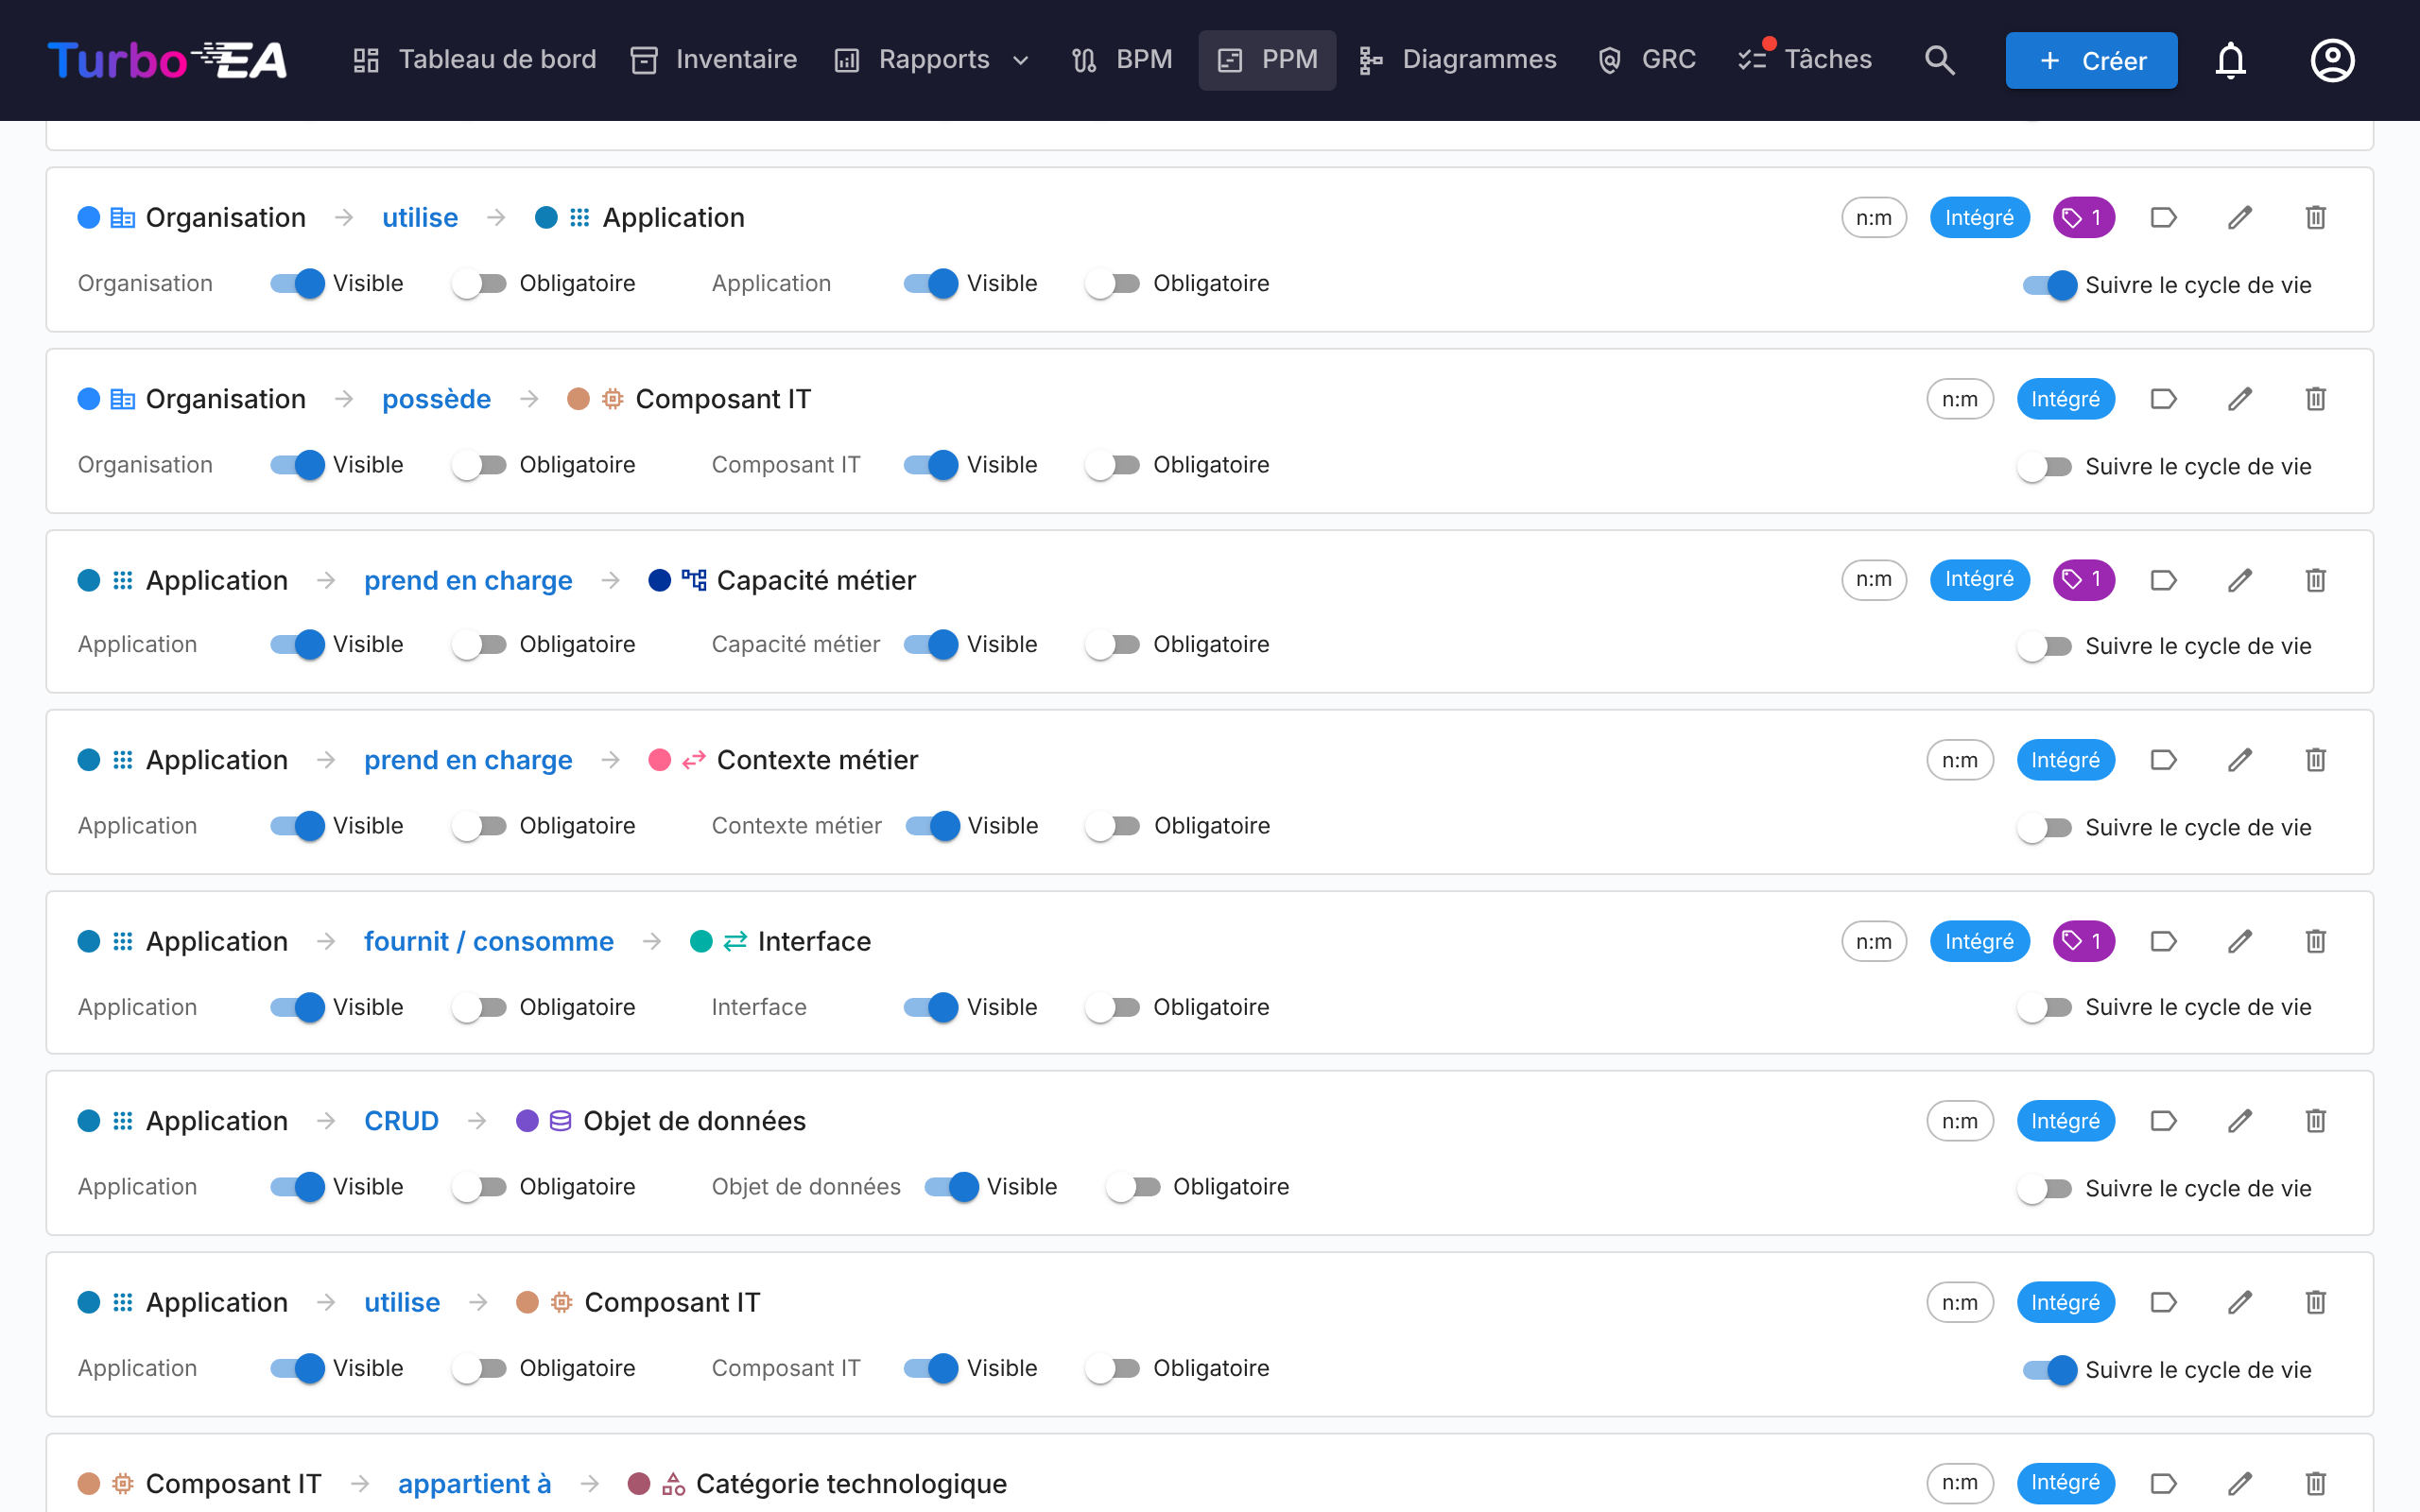 Turbo EA Tableau de bord Inventaire Rapports BPM PPM Diagrammes GRC Tâches + Créer
Organisation → utilise → Application n:m Intégré 1
Organisation Visible Obligatoire Application Visible Obligatoire Suivre le cycle de vie
Organisation → possède → Composant IT n:m Intégré
Organisation Visible Obligatoire Composant IT Visible Obligatoire Suivre le cycle de vie
Application → prend en charge → Capacité métier n:m Intégré 1
Application Visible Obligatoire Capacité métier Visible Obligatoire Suivre le cycle de vie
Application → prend en charge → Contexte métier n:m Intégré
Application Visible Obligatoire Contexte métier Visible Obligatoire Suivre le cycle de vie
Application → fournit / consomme → Interface n:m Intégré 1
Application Visible Obligatoire Interface Visible Obligatoire Suivre le cycle de vie
Application → CRUD → Objet de données n:m Intégré
Application Visible Obligatoire Objet de données Visible Obligatoire Suivre le cycle de vie
Application → utilise → Composant IT n:m Intégré
Application Visible Obligatoire Composant IT Visible Obligatoire Suivre le cycle de vie
Composant IT → appartient à → Catégorie technologique n:m Intégré